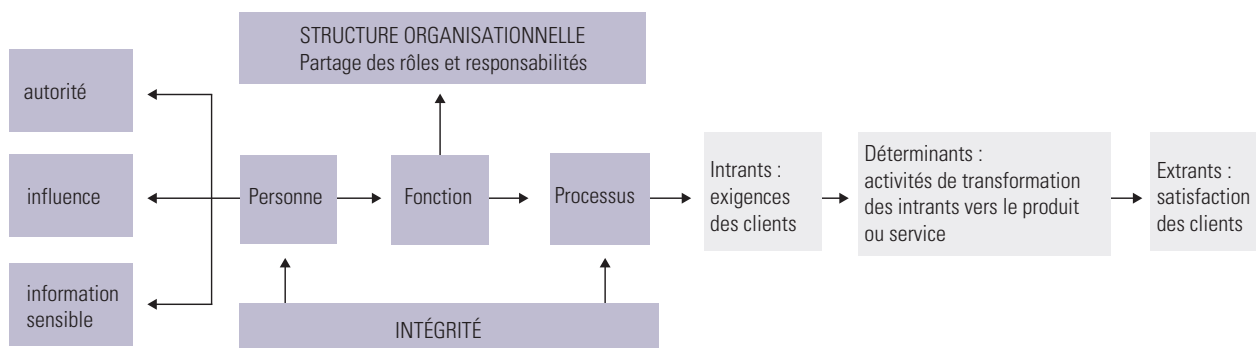 STRUCTURE ORGANISATIONNELLE
Partage des rôles et responsabilités
autorité
influence
information
sensible
Personne
Fonction
Processus
Intrants :
exigences
des clients
Déterminants :
activités de transformation
des intrants vers le produit
ou service
Extrants :
satisfaction
des clients
INTÉGRITÉ